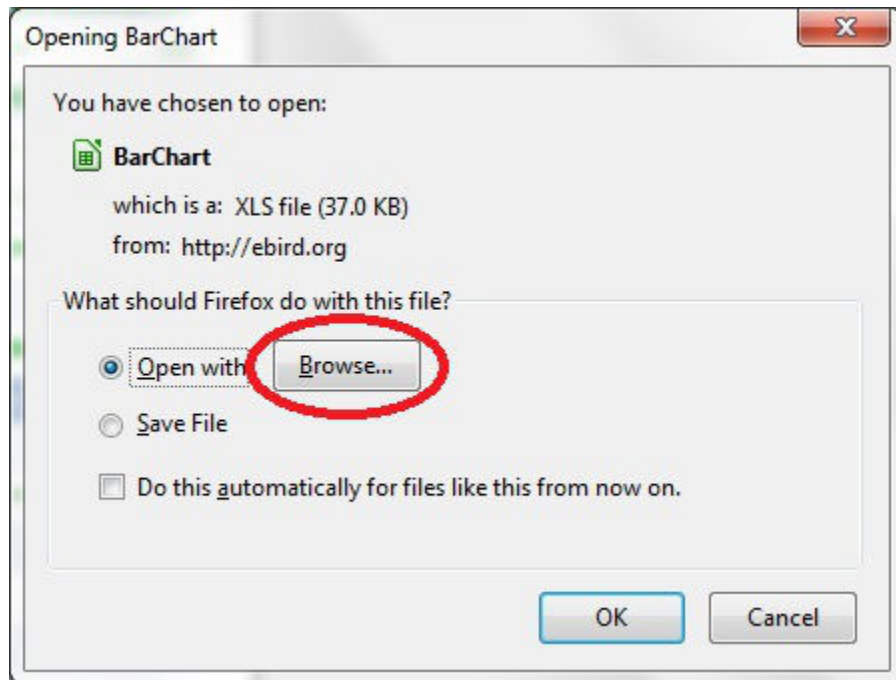 Opening BarChart
You have chosen to open:
BarChart
which is a: XLS file (37.0 KB)
from: http://ebird.org
What should Firefox do with this file?
Open with Browse...
Save File
Do this automatically for files like this from now on.
OK Cancel